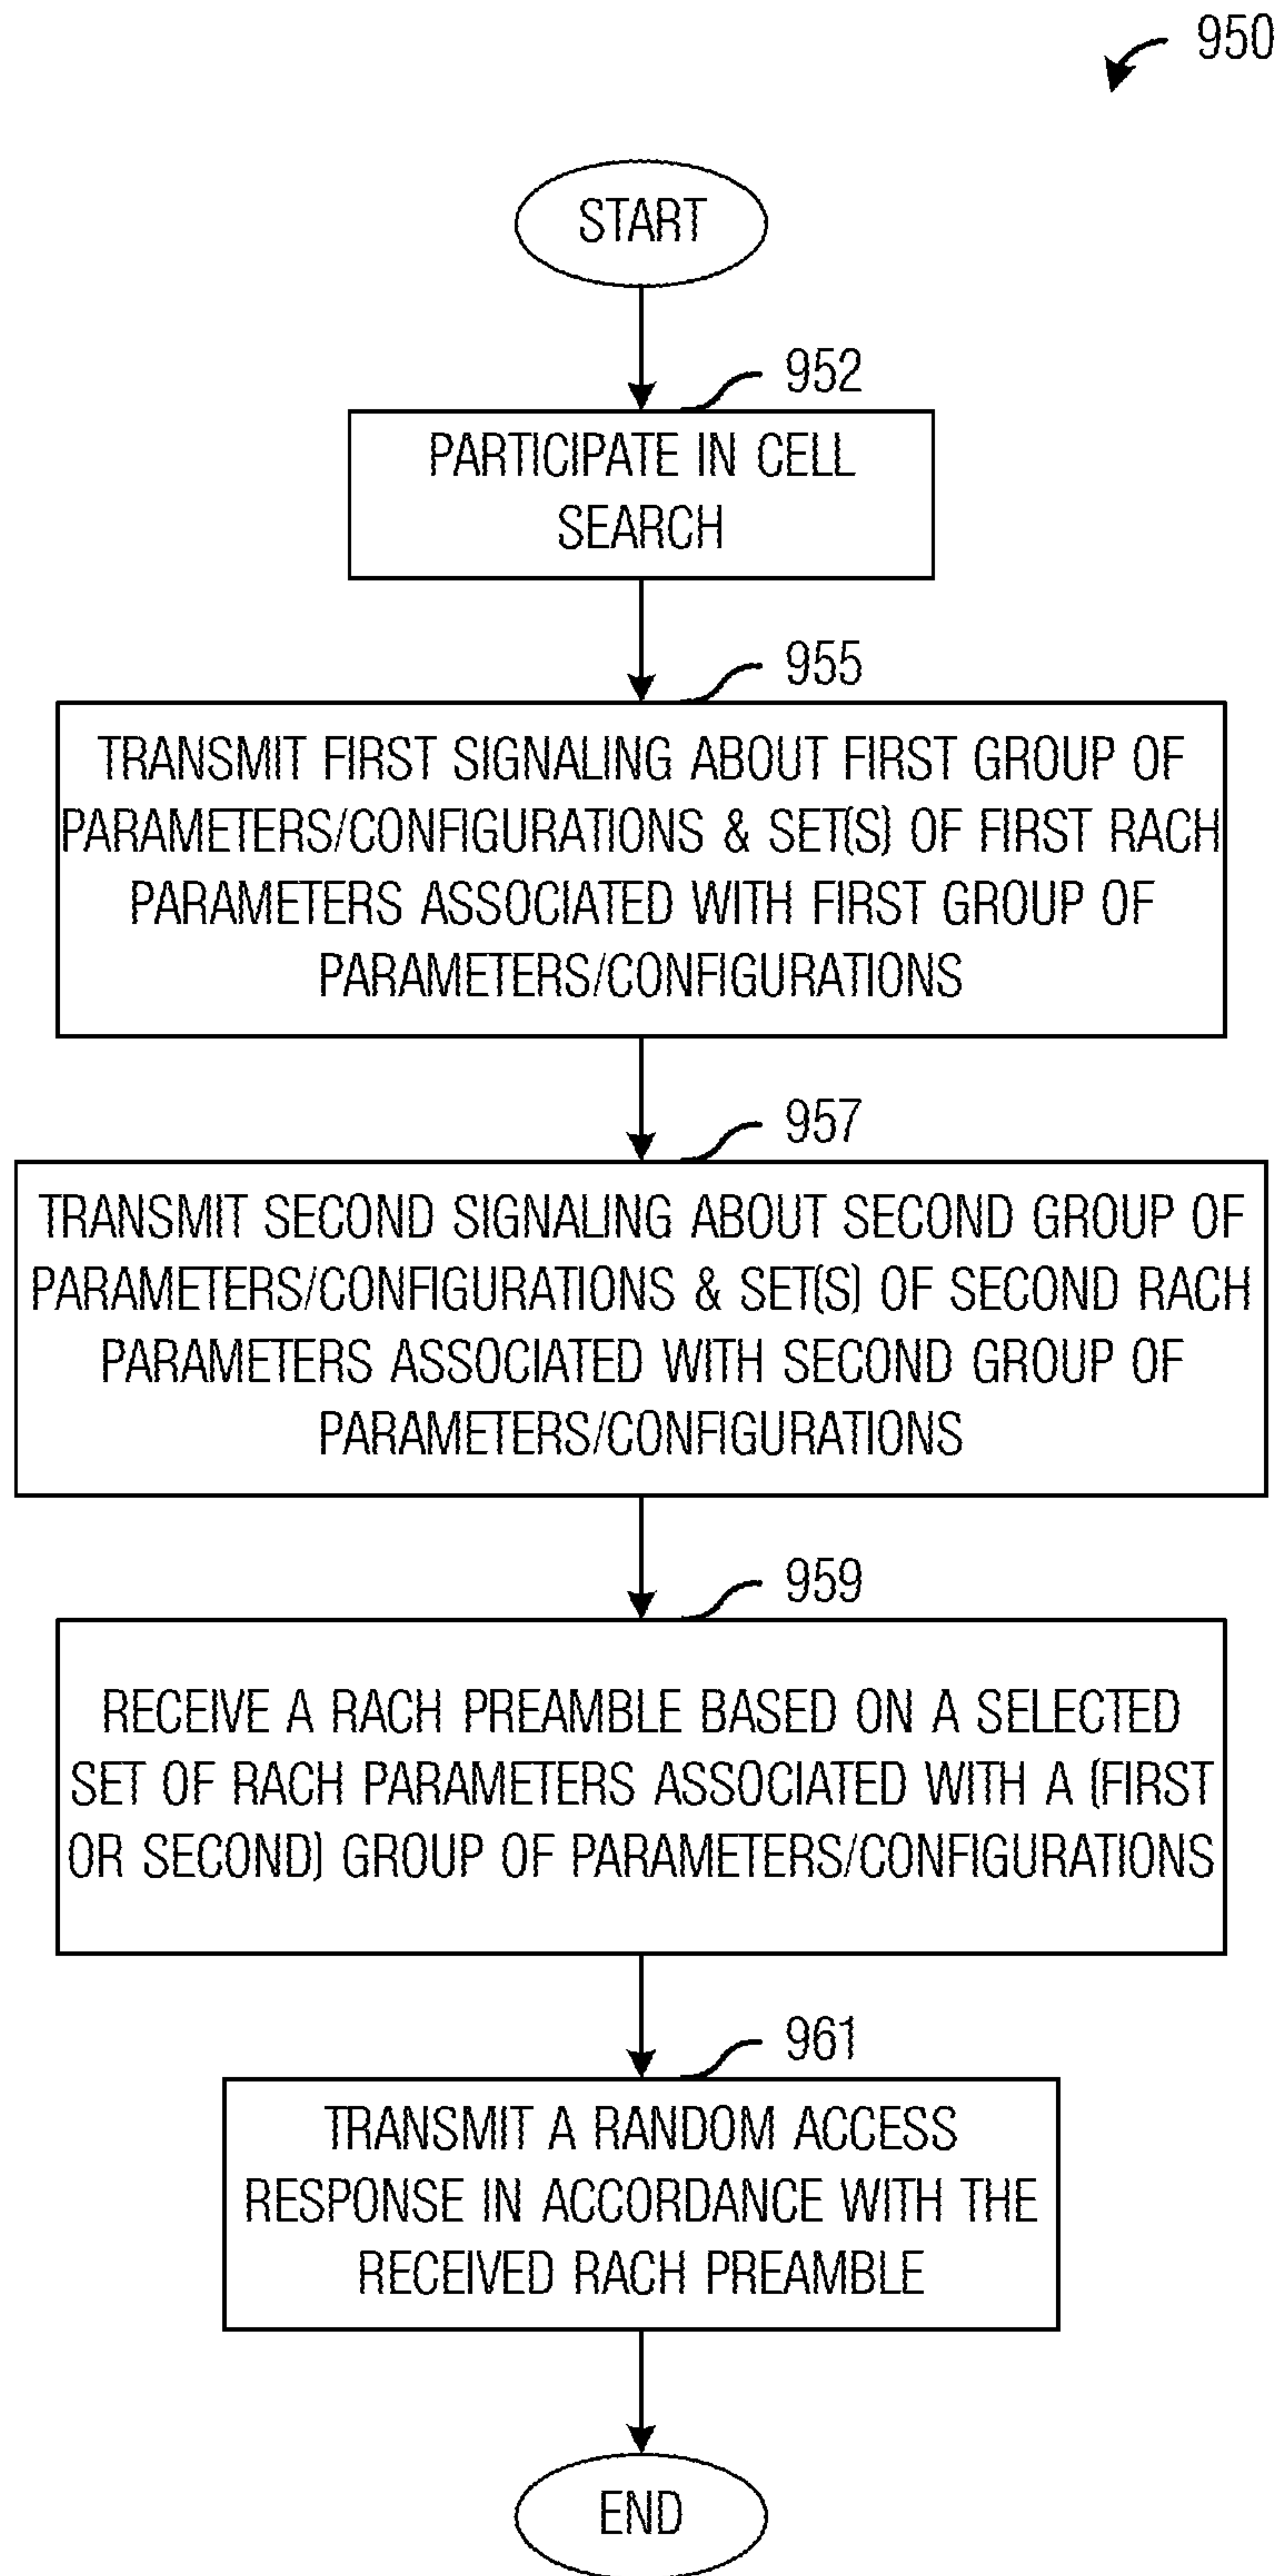 950
START
952
PARTICIPATE IN CELL
SEARCH
955
TRANSMIT FIRST SIGNALING ABOUT FIRST GROUP OF
PARAMETERS/CONFIGURATIONS & SET(S) OF FIRST RACH
PARAMETERS ASSOCIATED WITH FIRST GROUP OF
PARAMETERS/CONFIGURATIONS
957
TRANSMIT SECOND SIGNALING ABOUT SECOND GROUP OF
PARAMETERS/CONFIGURATIONS & SET(S) OF SECOND RACH
PARAMETERS ASSOCIATED WITH SECOND GROUP OF
PARAMETERS/CONFIGURATIONS
959
RECEIVE A RACH PREAMBLE BASED ON A SELECTED
SET OF RACH PARAMETERS ASSOCIATED WITH A (FIRST
OR SECOND) GROUP OF PARAMETERS/CONFIGURATIONS
961
TRANSMIT A RANDOM ACCESS
RESPONSE IN ACCORDANCE WITH THE
RECEIVED RACH PREAMBLE
END